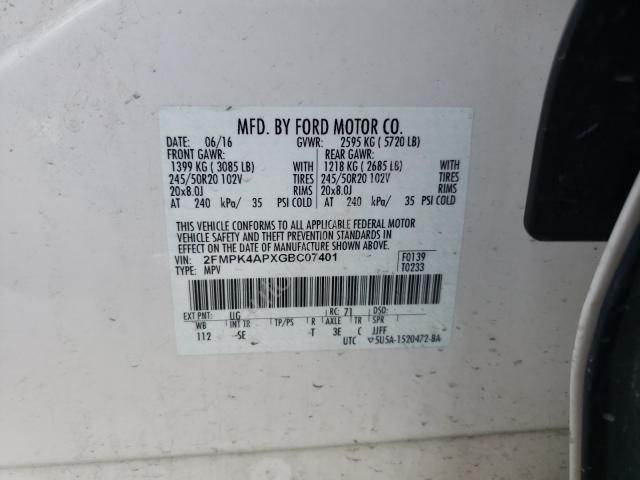 MFD. BY FORD MOTOR CO.
DATE: 06/16 GVWR: 2595 KG ( 5720 LB)
FRONT GAWR: REAR GAWR:
1399 KG ( 3085 LB) WITH 1218 KG ( 2685 LB) WITH
245/50R20 102V TIRES 245/50R20 102V TIRES
20x8.0J RIMS 20x8.0J RIMS
AT 240 kPa/ 35 PSI COLD AT 240 kPa/ 35 PSI COLD
THIS VEHICLE CONFORMS TO ALL APPLICABLE FEDERAL MOTOR
VEHICLE SAFETY AND THEFT PREVENTION STANDARDS IN
EFFECT ON THE DATE OF MANUFACTURE SHOWN ABOVE.
VIN: 2FMPK4APXGBC07401 F0139
TYPE: MPV T0233
EXT PNT: UG RC: 71 DSO:
WB INT TR TP/PS R AXLE TR SPR
112 SE T 3E C JJFF
UTC 5U5A-1520472-BA